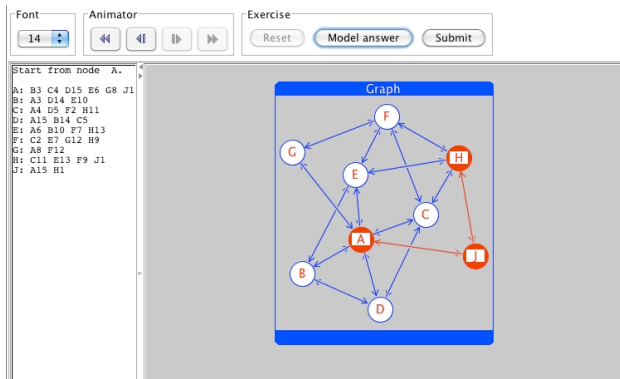 Font
Animator
Exercise
14
Reset
Model answer
Submit
Start from node A.
A: B3 C4 D15 E6 G8 J1
B: A3 D14 E10
C: A4 D5 F2 H11
D: A15 B14 C5
E: A6 B10 F7 H13
F: C2 E7 G12 H9
G: A8 F12
H: C11 E13 F9 J1
J: A15 H1
Graph
F
G
H
E
C
A
J
B
D